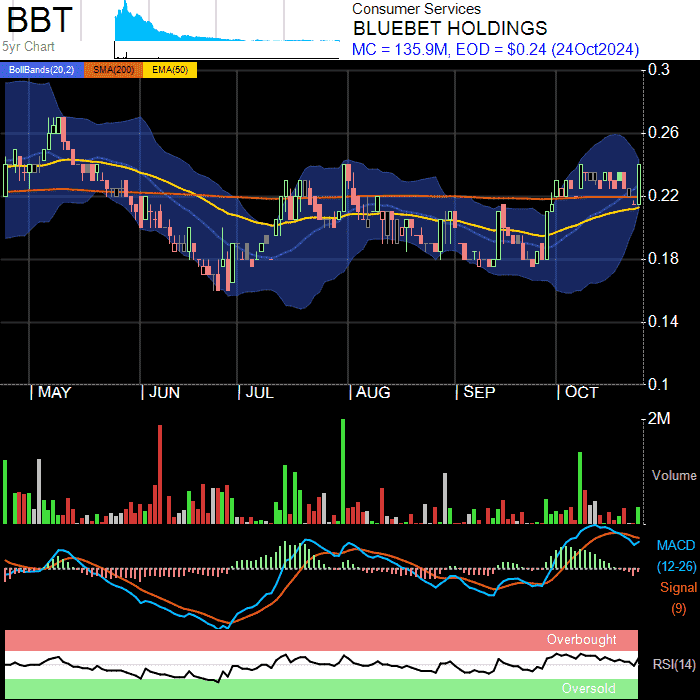 BBT
5yr Chart
Consumer Services
BLUEBET HOLDINGS
MC = 135.9M, EOD = $0.24 (24Oct2024)
BollBands(20,2) SMA(200) EMA(50)
0.3
0.26
0.22
0.18
0.14
0.1
MAY JUN JUL AUG SEP OCT
2M
Volume
MACD
(12-26)
Signal
(9)
Overbought
RSI(14)
Oversold